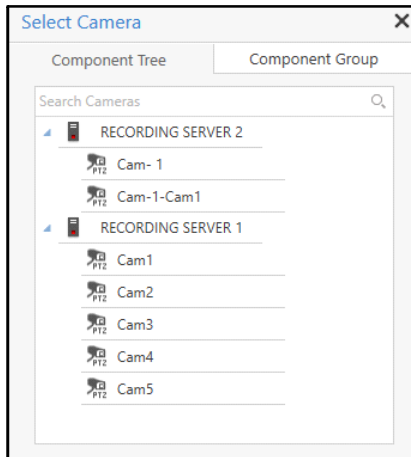 Select Camera
Component Tree
Component Group
Search Cameras
RECORDING SERVER 2
PTZ Cam- 1
PTZ Cam-1-Cam1
RECORDING SERVER 1
PTZ Cam1
PTZ Cam2
PTZ Cam3
PTZ Cam4
PTZ Cam5